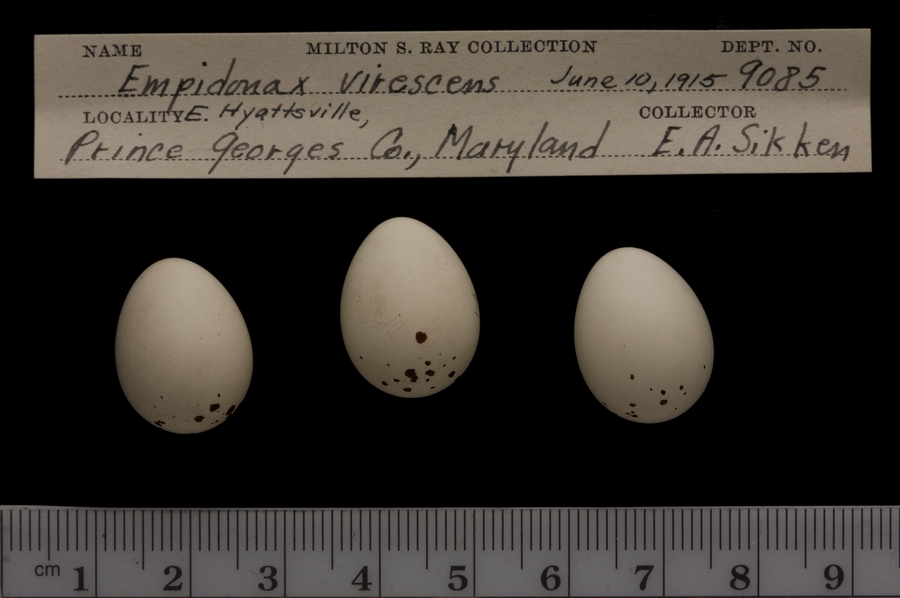 NAME MILTON S. RAY COLLECTION DEPT. NO.
Empidonax virescens June 10, 1915 9085
LOCALITY E. Hyattsville, COLLECTOR
Prince Georges Co., Maryland E. A. Sikken
cm 1 2 3 4 5 6 7 8 9